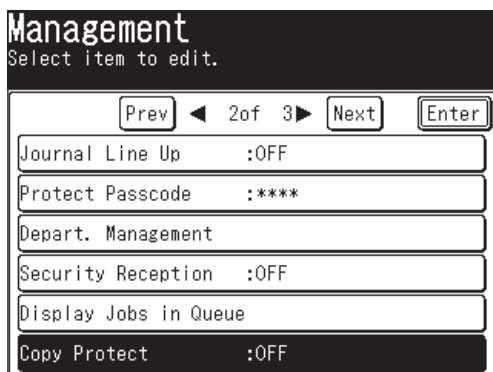 Management
Select item to edit.
Prev ◀ 2of 3▶ Next Enter
Journal Line Up :OFF
Protect Passcode :****
Depart. Management
Security Reception :OFF
Display Jobs in Queue
Copy Protect :OFF